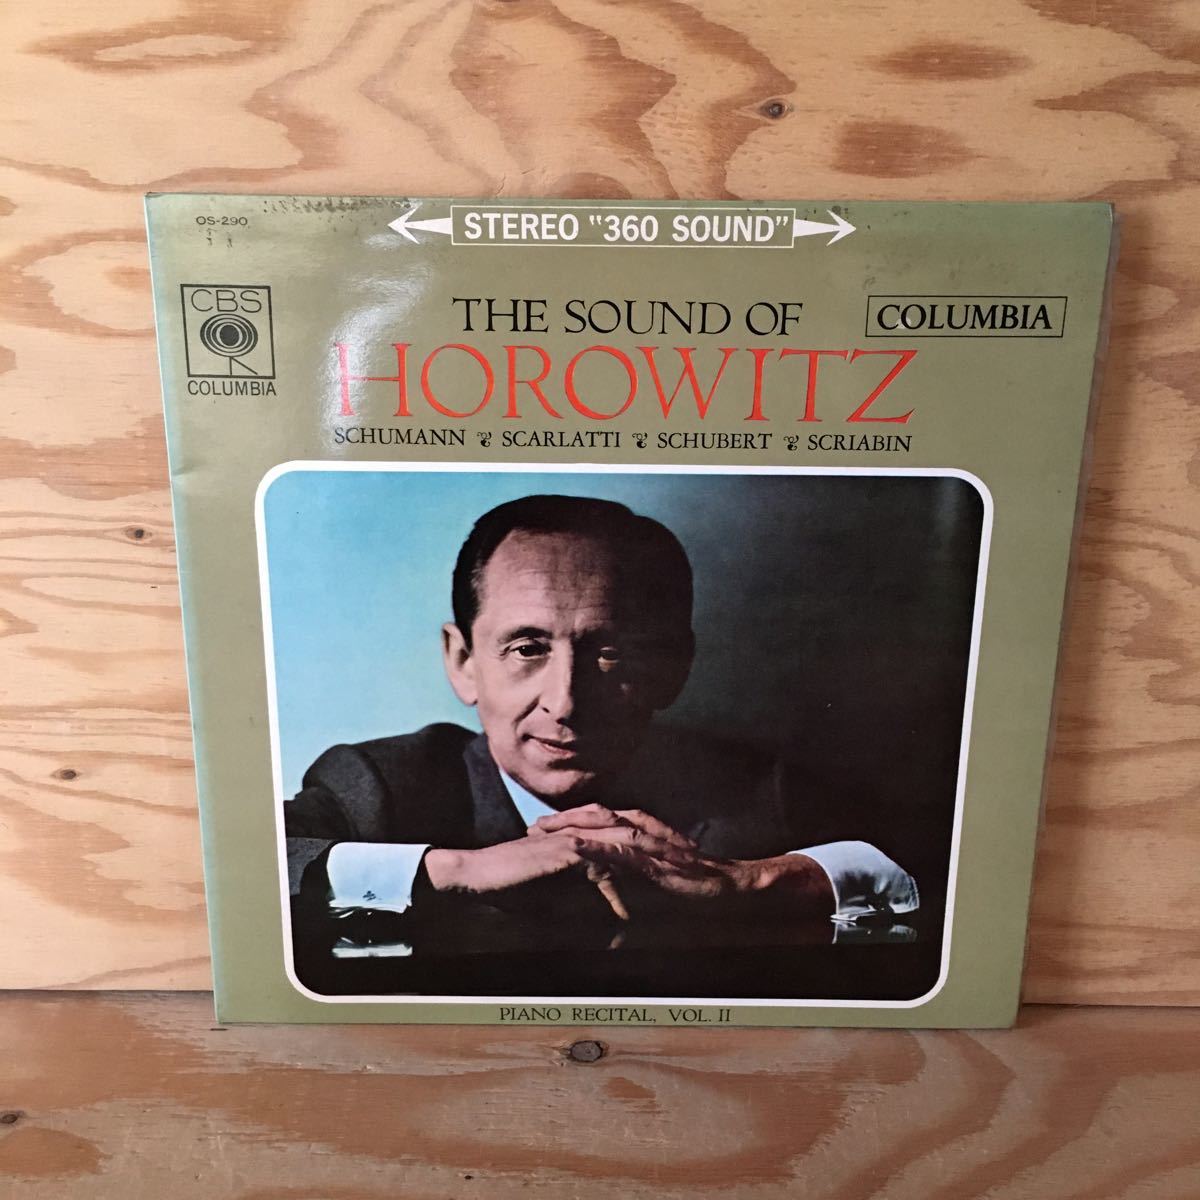 OS-290
STEREO "360 SOUND"
CBS
COLUMBIA
THE SOUND OF
COLUMBIA
HOROWITZ
SCHUMANN ❦ SCARLATTI ❦ SCHUBERT ❦ SCRIABIN
PIANO RECITAL, VOL. II